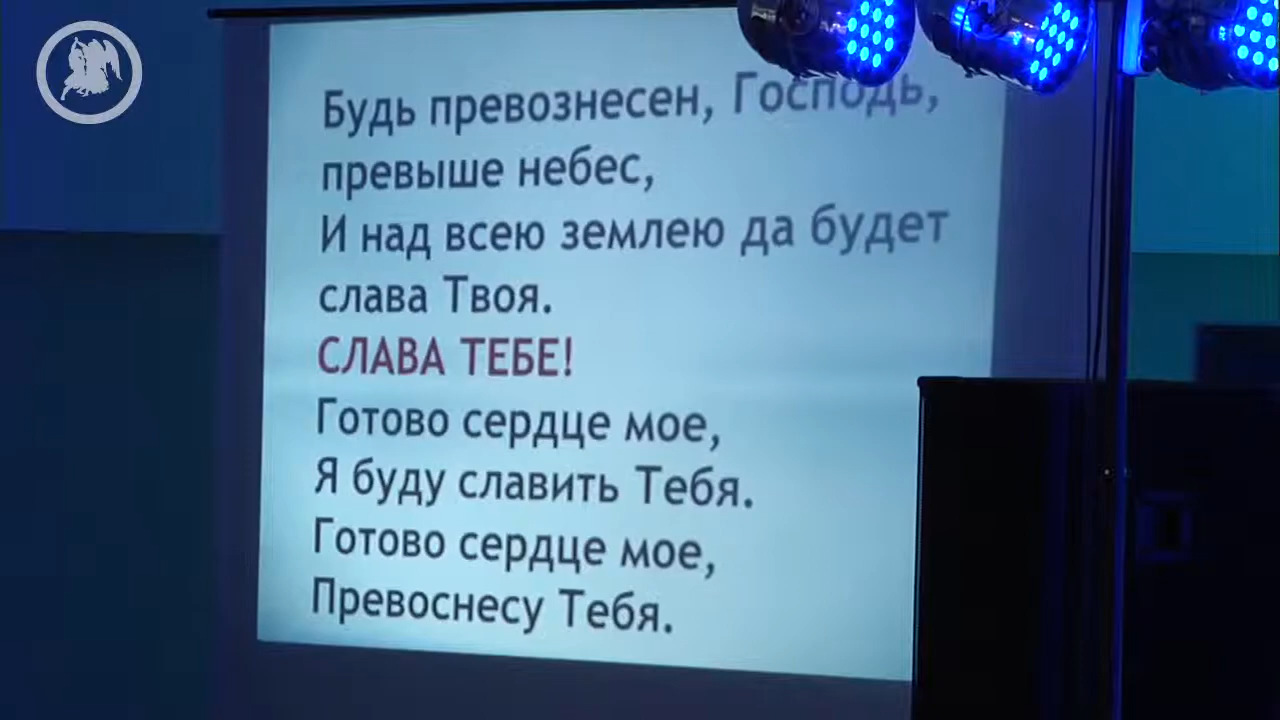 Будь превознесен, Господь,
превыше небес,
И над всею землею да будет
слава Твоя.
СЛАВА ТЕБЕ!
Готово сердце мое,
Я буду славить Тебя.
Готово сердце мое,
Превоснесу Тебя.